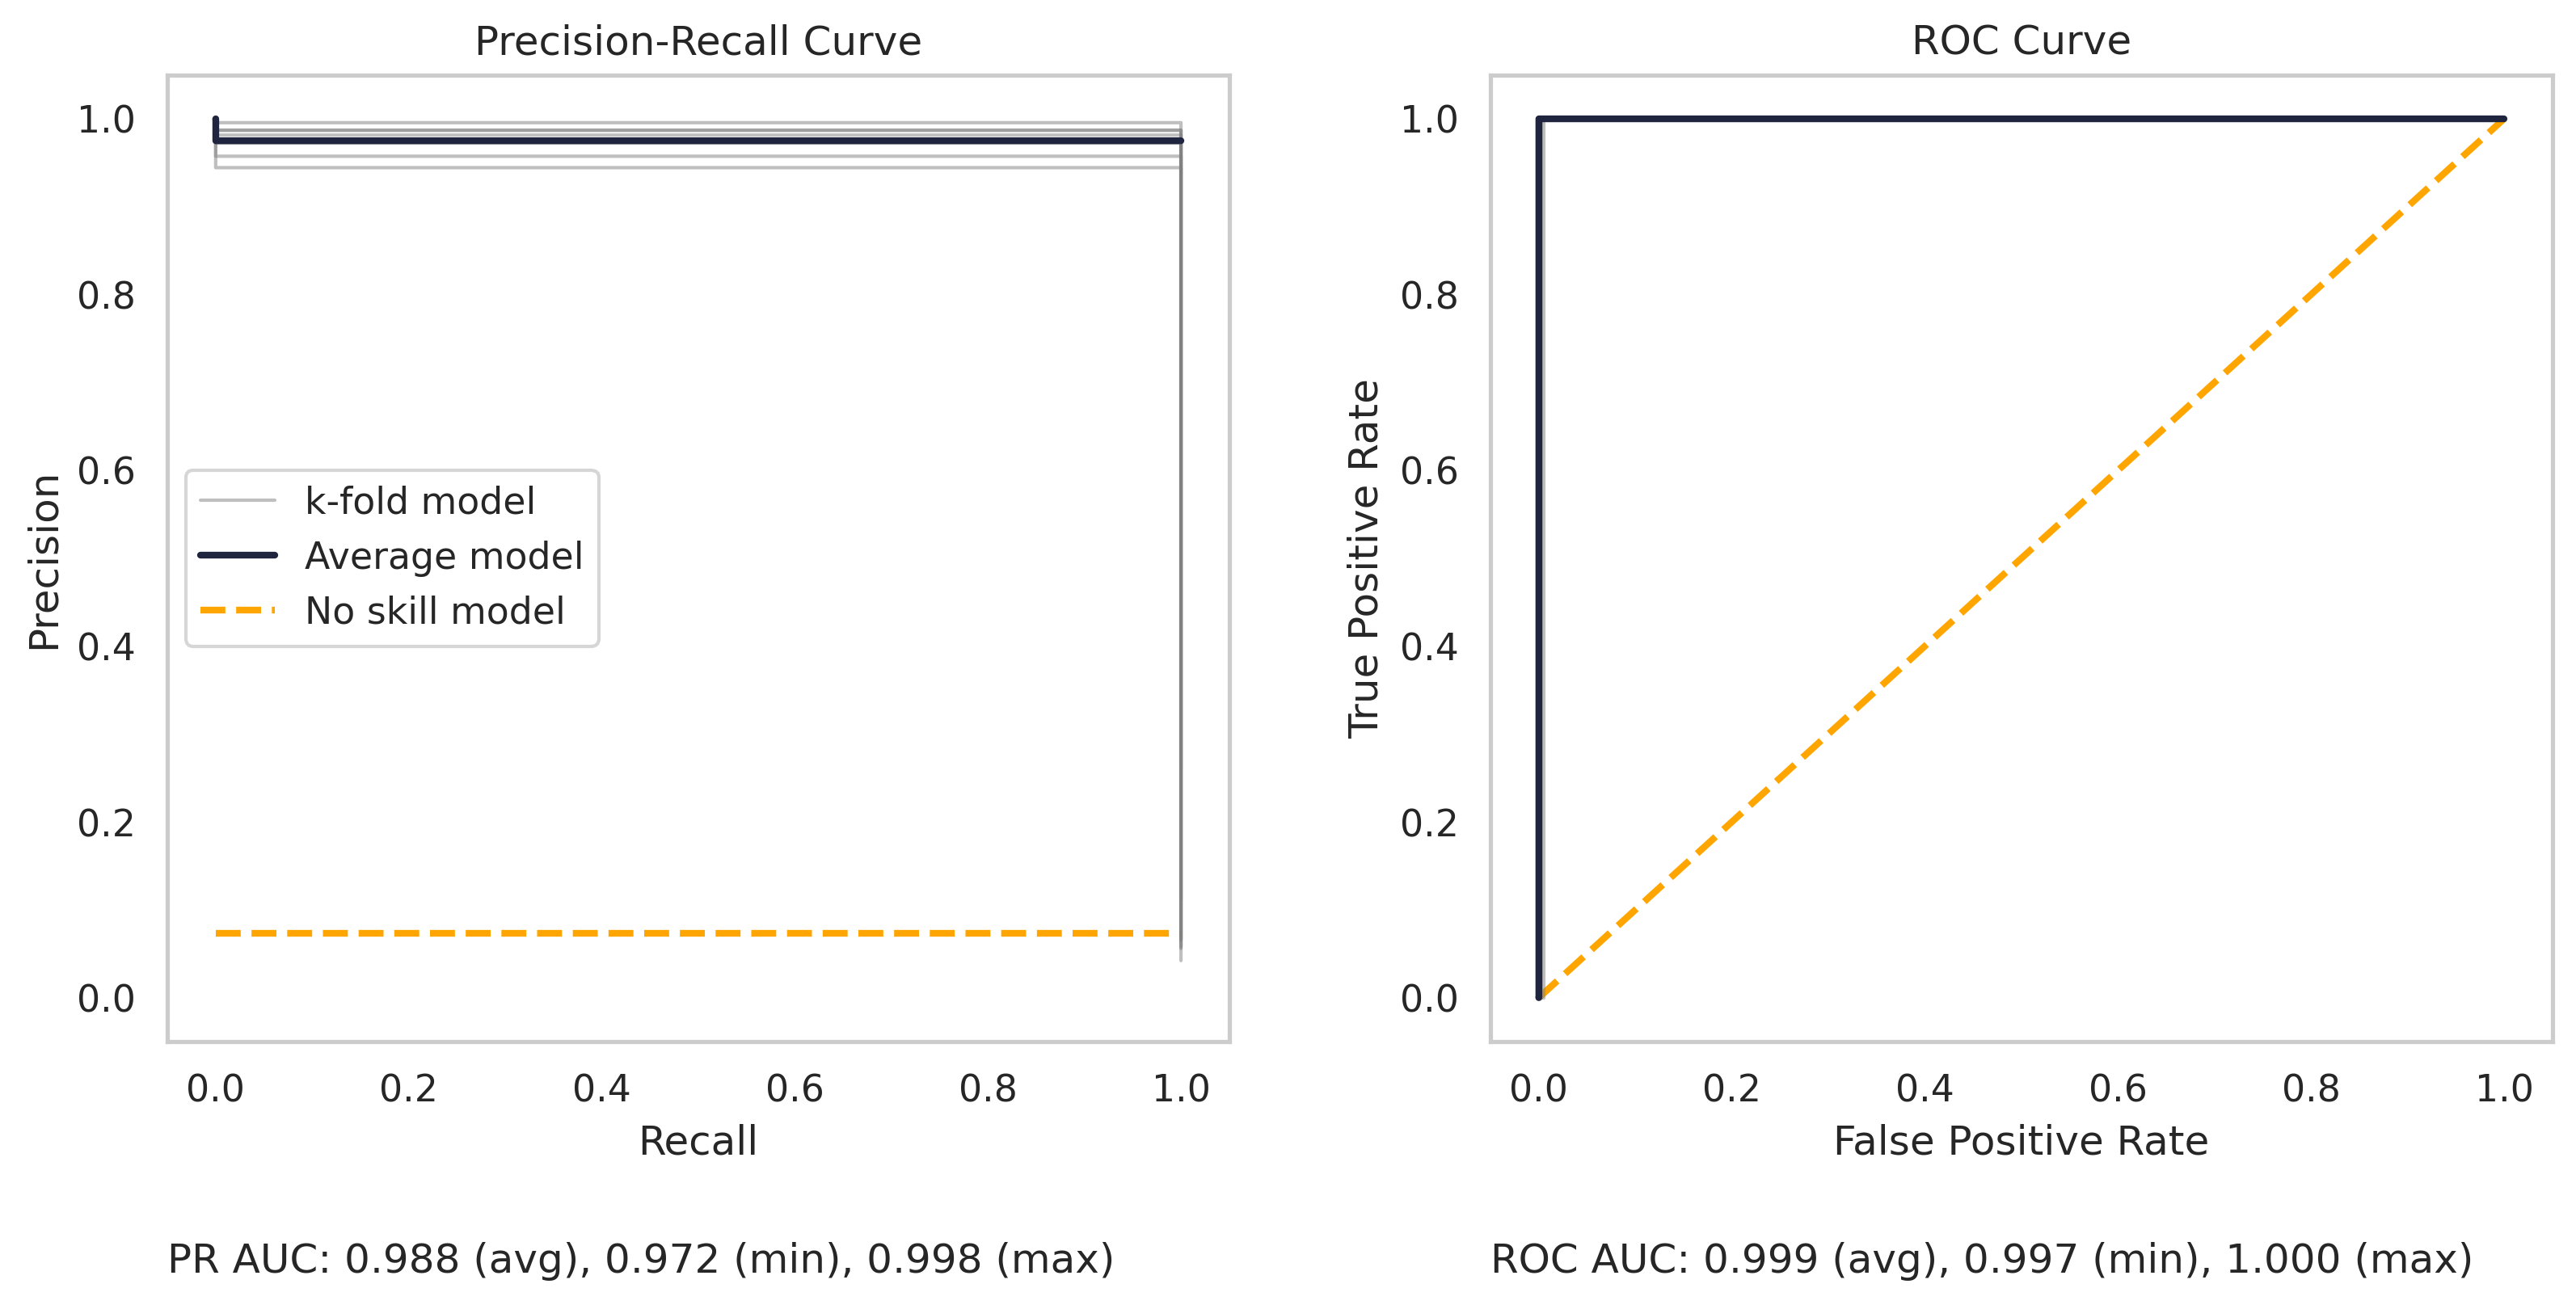 Precision-Recall Curve
1.0
0.8
0.6
0.4
0.2
0.0
Precision
k-fold model
Average model
No skill model
0.0 0.2 0.4 0.6 0.8 1.0
Recall
PR AUC: 0.988 (avg), 0.972 (min), 0.998 (max)
ROC Curve
1.0
0.8
0.6
0.4
0.2
0.0
True Positive Rate
0.0 0.2 0.4 0.6 0.8 1.0
False Positive Rate
ROC AUC: 0.999 (avg), 0.997 (min), 1.000 (max)